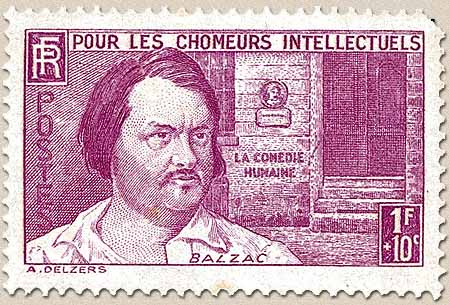 RF
POUR LES CHOMEURS INTELLECTUELS
POSTES
LA COMEDIE
HUMAINE
1F
+10c
BALZAC
A. DELZERS